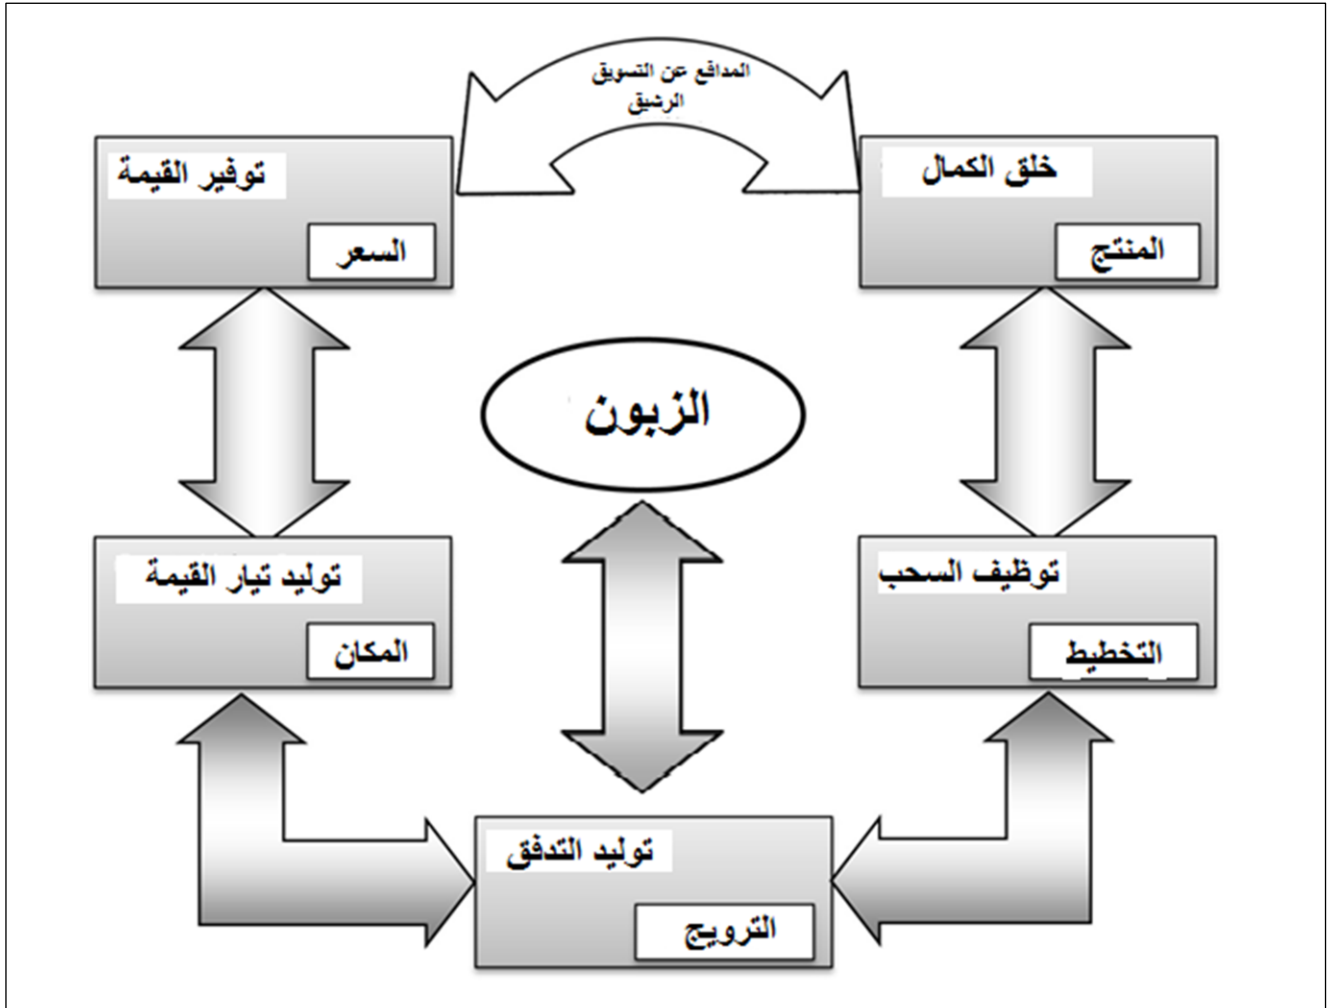 المدافع عن التسويق
الرشيق
خلق الكمال
المنتج
توفير القيمة
السعر
الزبون
توظيف السحب
التخطيط
توليد تيار القيمة
المكان
توليد التدفق
الترويج